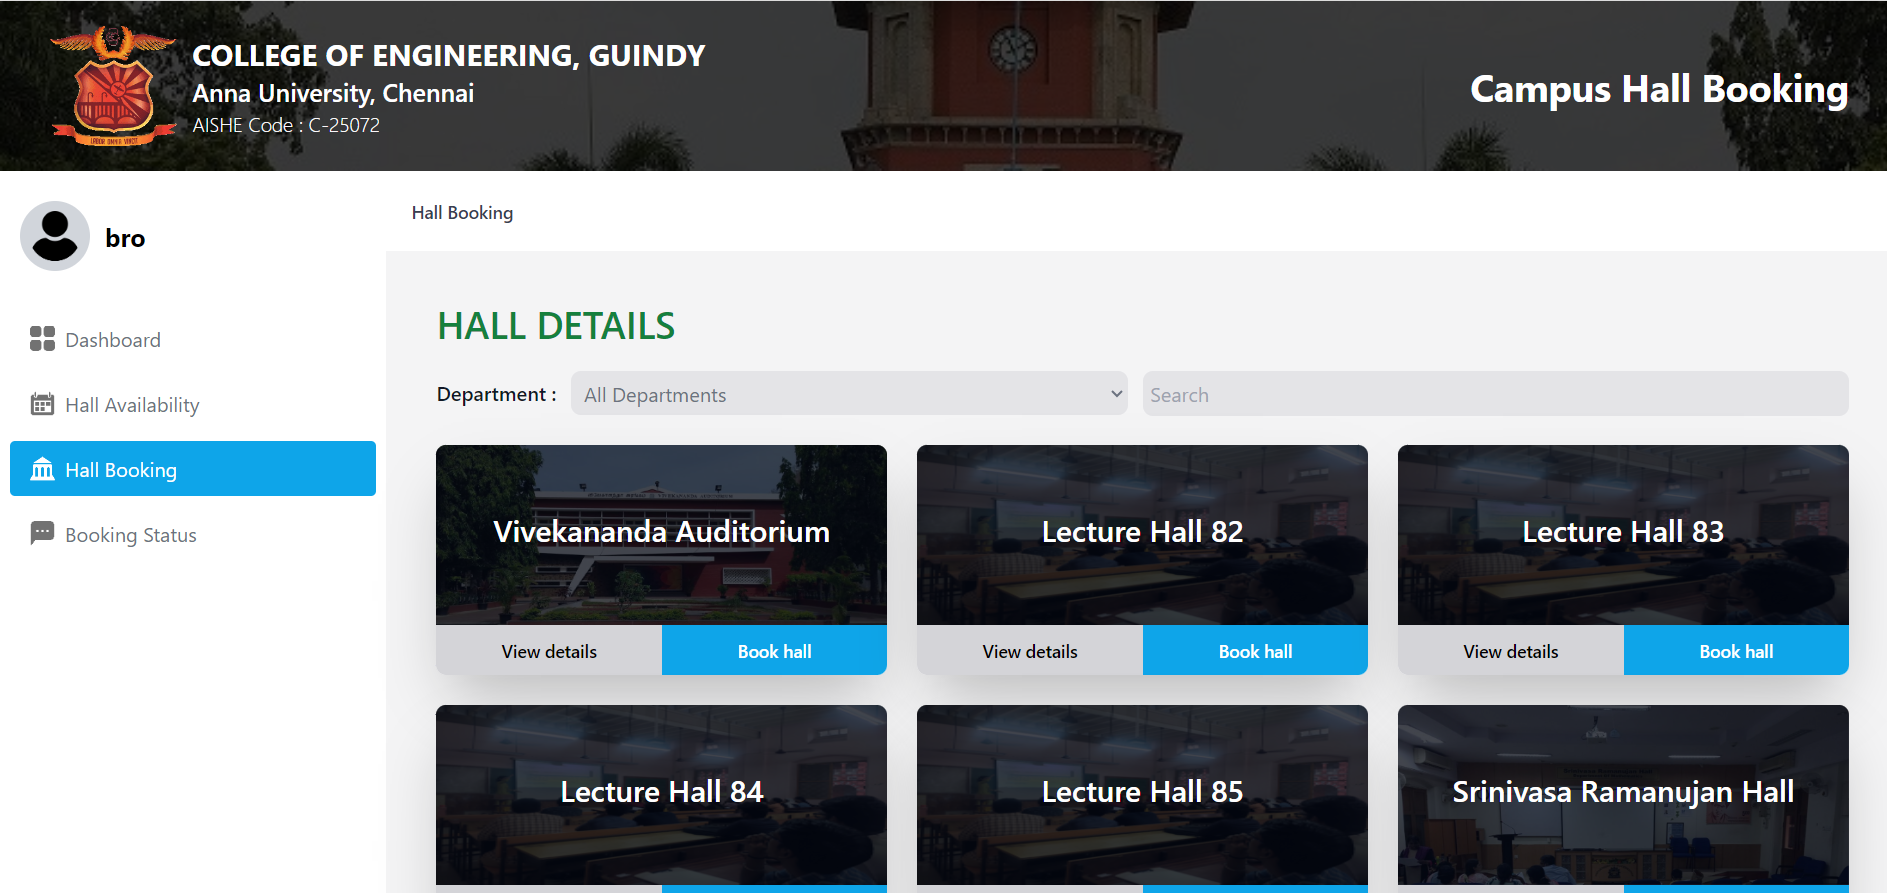 COLLEGE OF ENGINEERING, GUINDY
Anna University, Chennai
AISHE Code : C-25072
LABOR OMNIA VINCIT
Campus Hall Booking
bro
Dashboard
Hall Availability
Hall Booking
Booking Status
Hall Booking
HALL DETAILS
Department :
All Departments
Search
Vivekananda Auditorium
View details
Book hall
Lecture Hall 82
View details
Book hall
Lecture Hall 83
View details
Book hall
Lecture Hall 84
Lecture Hall 85
Srinivasa Ramanujan Hall